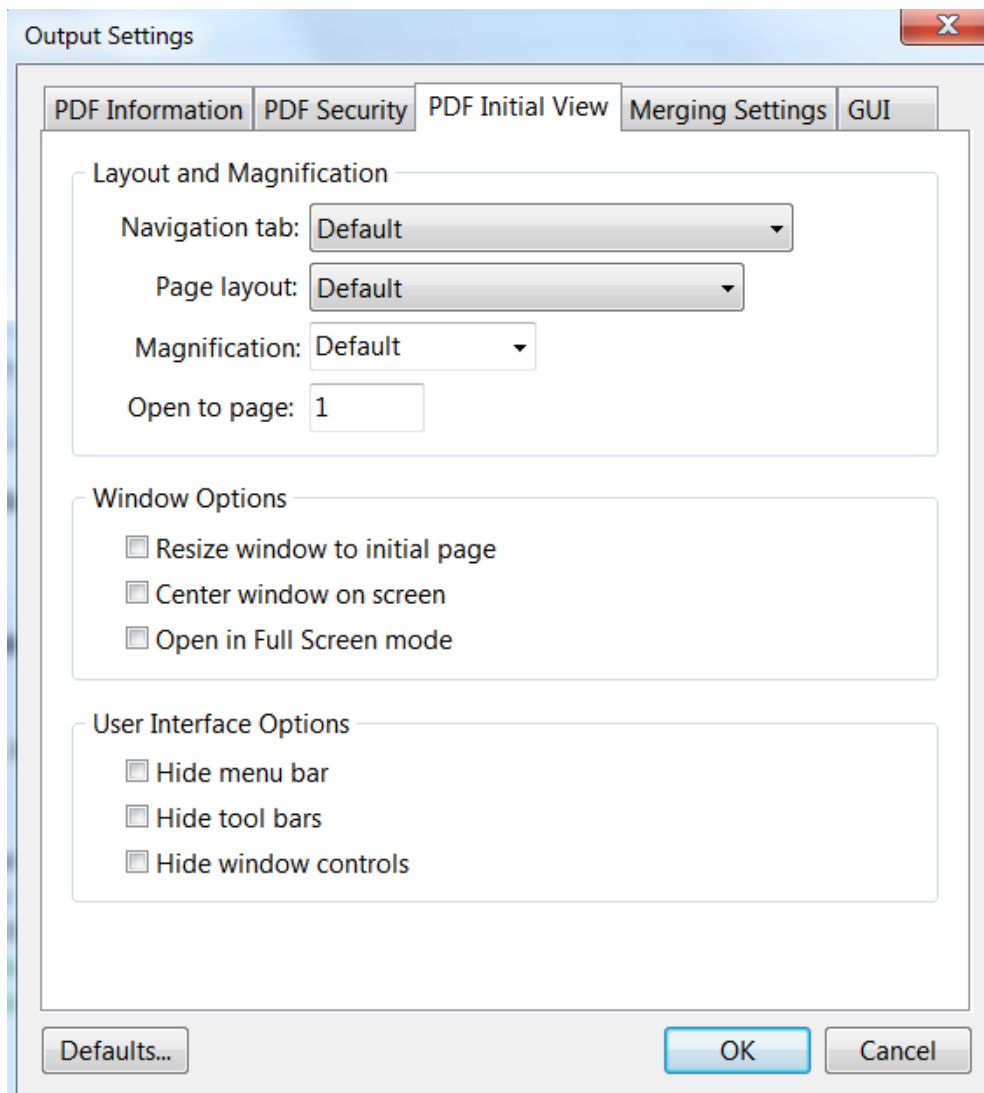 Output Settings
PDF Information PDF Security PDF Initial View Merging Settings GUI
Layout and Magnification
Navigation tab: Default
Page layout: Default
Magnification: Default
Open to page: 1
Window Options
Resize window to initial page
Center window on screen
Open in Full Screen mode
User Interface Options
Hide menu bar
Hide tool bars
Hide window controls
Defaults... OK Cancel